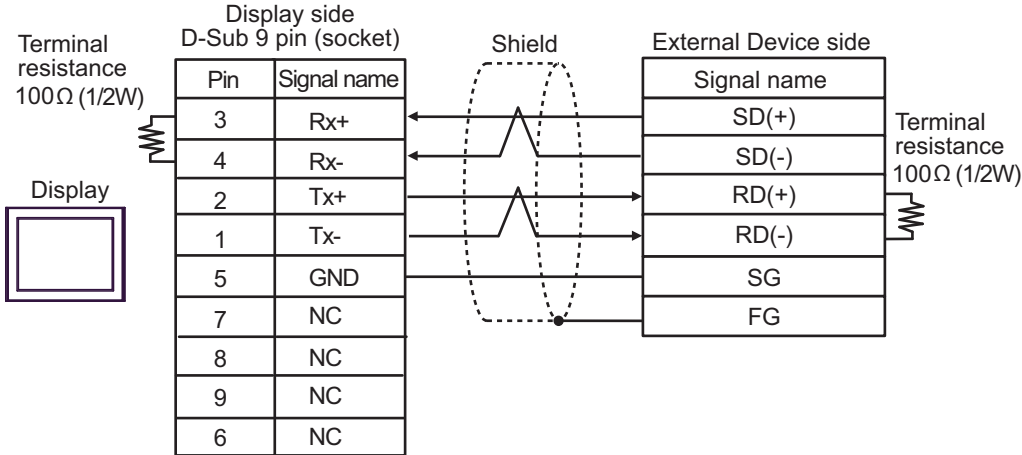 Display side
D-Sub 9 pin (socket)
Terminal
resistance
100Ω (1/2W)
Shield
External Device side
Pin Signal name
Signal name
3 Rx+
SD(+)
4 Rx-
SD(-)
2 Tx+
RD(+)
1 Tx-
RD(-)
5 GND
SG
7 NC
FG
8 NC
9 NC
6 NC
Terminal
resistance
100Ω (1/2W)
Display